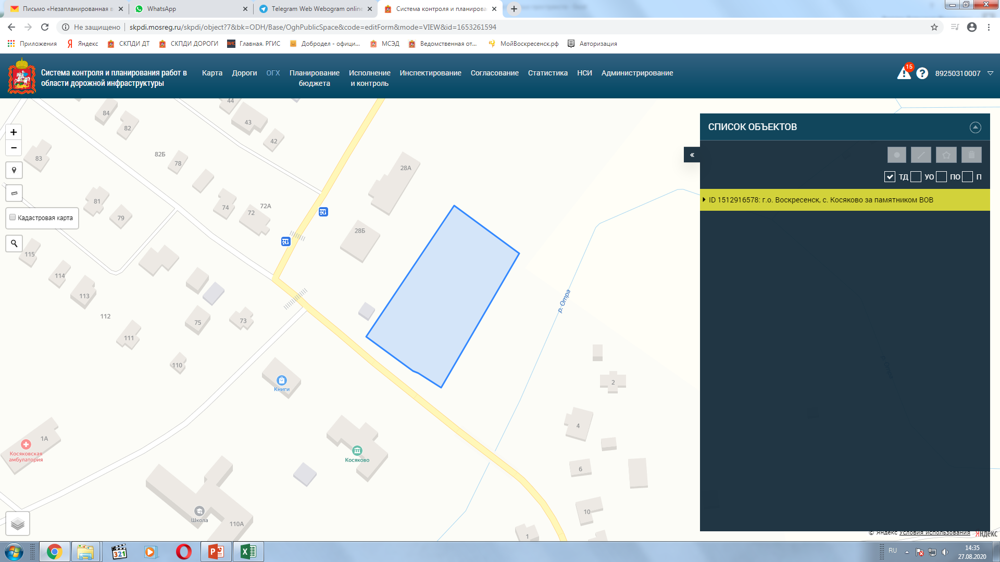 Письмо «Незапланированная в
WhatsApp
Telegram Web Webogram online
Система контроля и планирова
Не защищено
skpdi.mosreg.ru/skpdi/object?7&bk=ODH/Base/OghPublicSpace&code=editForm&mode=VIEW&id=1653261594
Приложения
Яндекс
СКПДИ ДТ
СКПДИ ДОРОГИ
Главная. РГИС
Добродел - офици...
МСЭД
Ведомственная от...
МойВоскресенск.рф
Авторизация
Система контроля и планирования работ в
области дорожной инфраструктуры
Карта
Дороги
ОГХ
Планирование
бюджета
Исполнение
и контроль
Инспектирование
Согласование
Статистика
НСИ
Администрирование
15
?
89250310007
СПИСОК ОБЪЕКТОВ
«
ТД
УО
ПО
П
ID 1512916578: г.о. Воскресенск, с. Косяково за памятником ВОВ
+
−
Кадастровая карта
44
84
43
82
42
82Б
83
78
28А
81
74
72А
72
79
28Б
115
114
113
112
75
73
111
110
р. Отра
2
Книги
4
1А
Косяковская
амбулатория
Косяково
6
Школа
110А
10
1
© Яндекс Условия использования
Яндекс
321
RU
14:35
27.08.2020